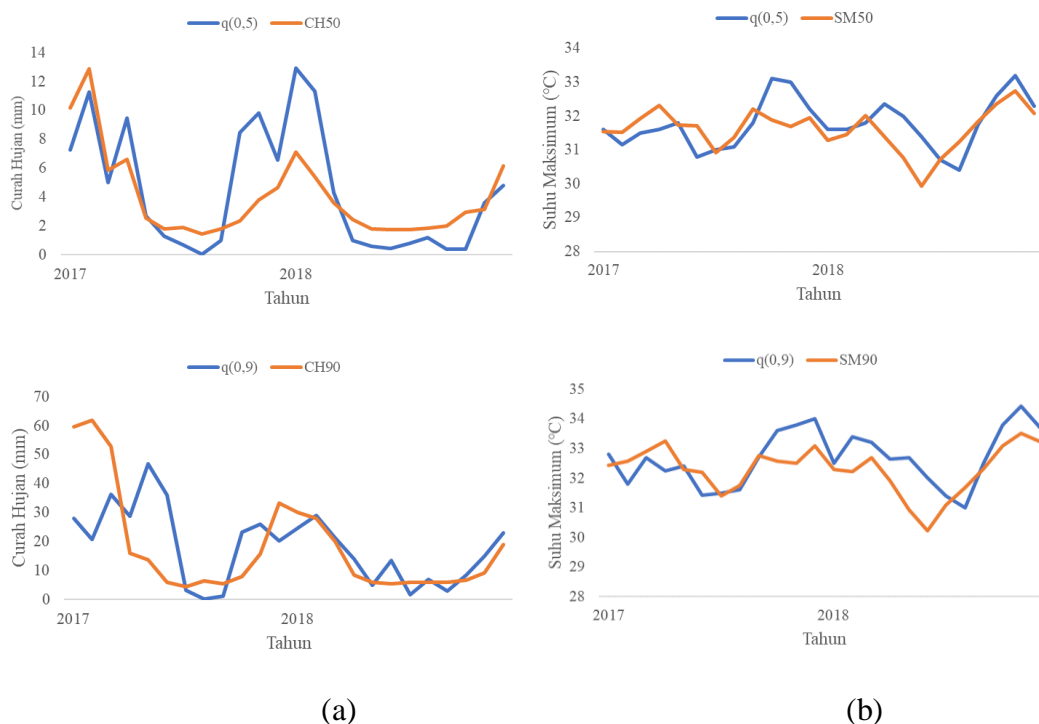 q(0,5) CH50
Curah Hujan (mm)
14
12
10
8
6
4
2
0
2017 2018
Tahun
q(0,5) SM50
Suhu Maksimum (°C)
34
33
32
31
30
29
28
2017 2018
Tahun
q(0,9) CH90
Curah Hujan (mm)
70
60
50
40
30
20
10
0
2017 2018
Tahun
q(0,9) SM90
Suhu Maksimum (°C)
35
34
33
32
31
30
29
28
2017 2018
Tahun
(a) (b)